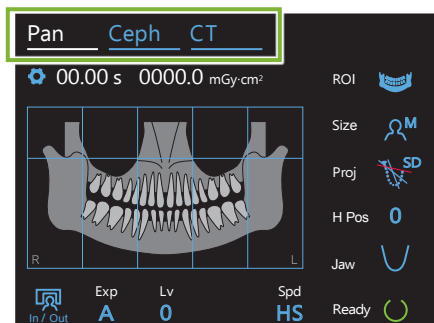 Pan Ceph CT
00.00 s 0000.0 mGy·cm²
ROI
Size M
Proj SD
H Pos 0
R L
Jaw
In / Out
Exp Lv Spd
A 0 HS
Ready